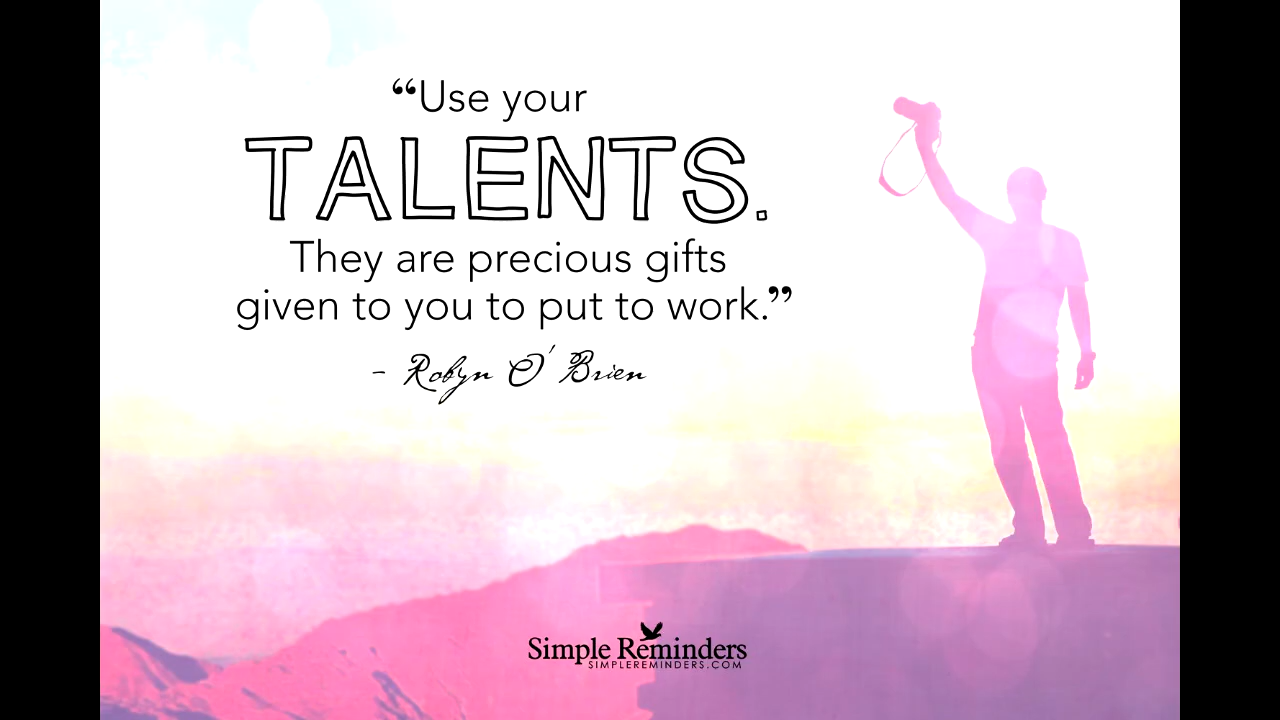 “Use your
TALENTS.
They are precious gifts
given to you to put to work.”
- Robyn O'Brien
Simple Reminders
SIMPLEREMINDERS.COM